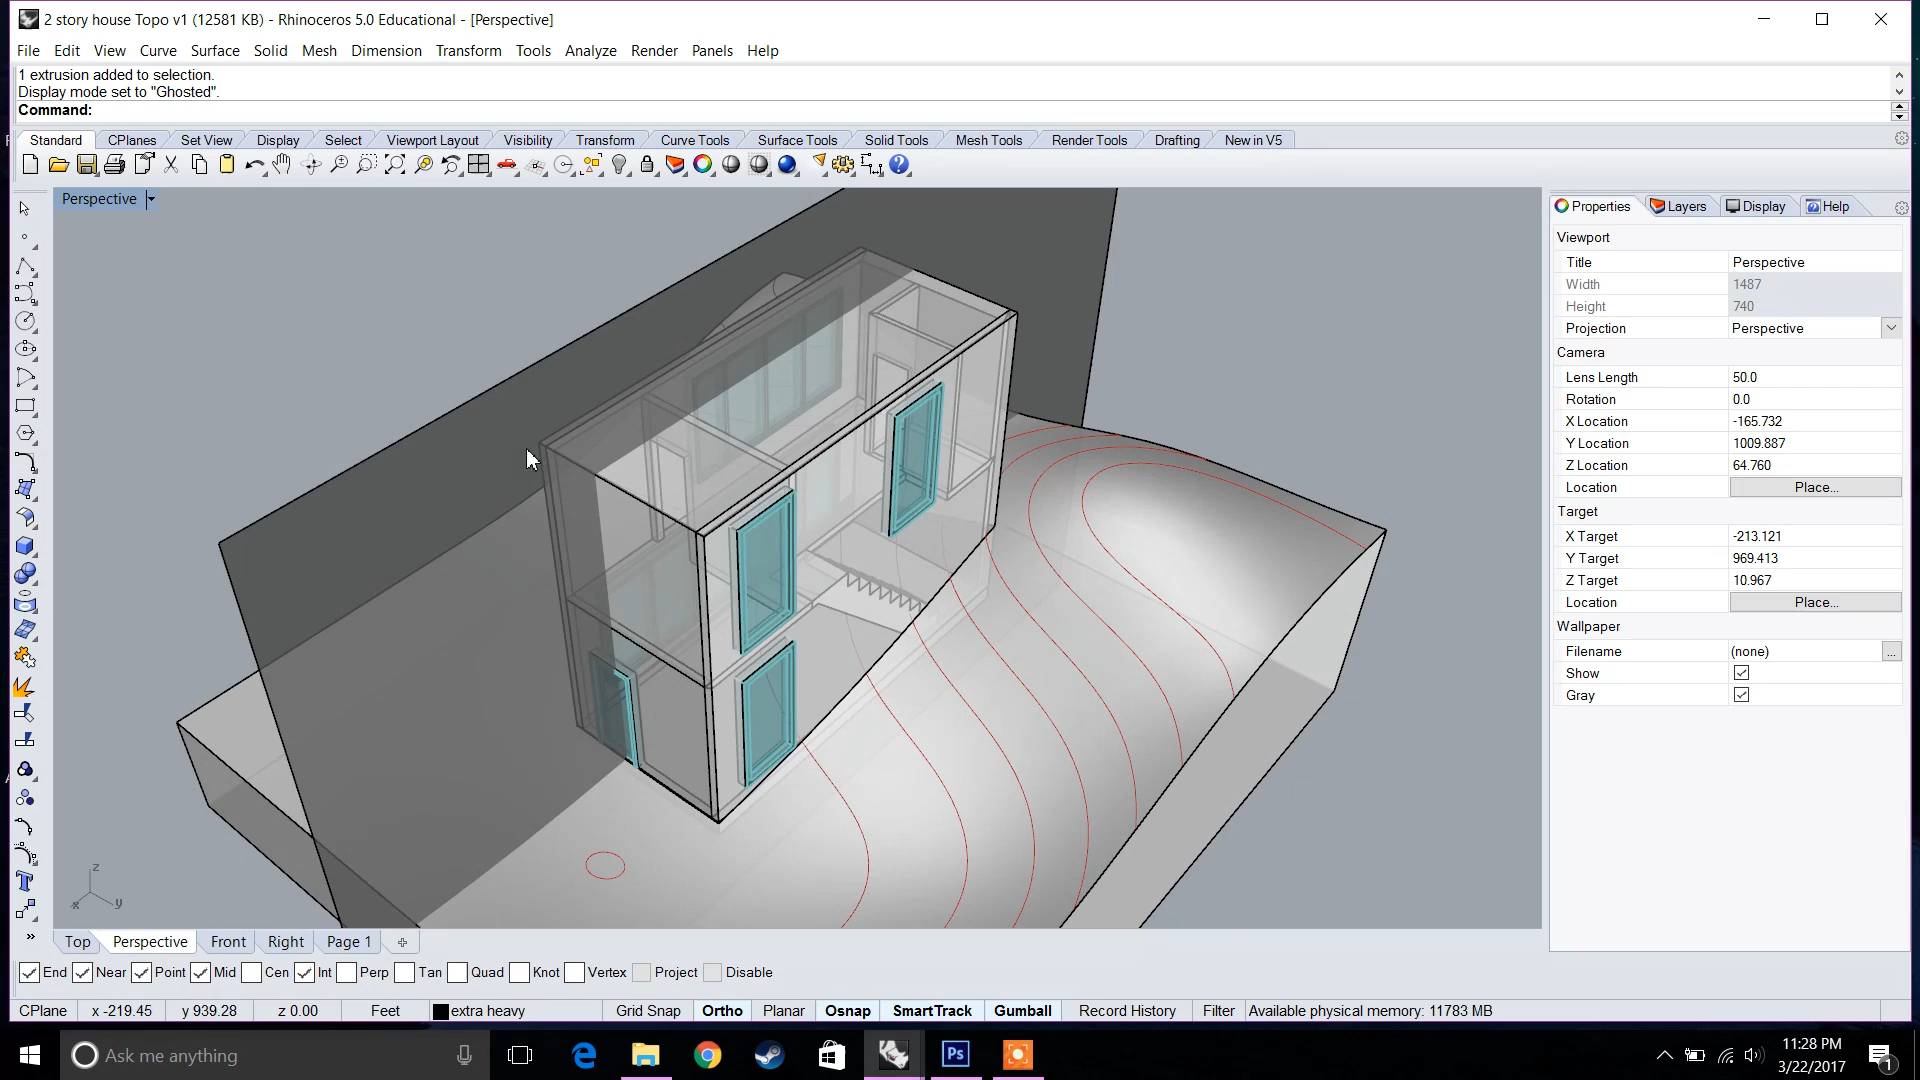 2 story house Topo v1 (12581 KB) - Rhinoceros 5.0 Educational - [Perspective]
File Edit View Curve Surface Solid Mesh Dimension Transform Tools Analyze Render Panels Help
1 extrusion added to selection.
Display mode set to "Ghosted".
Command:
Standard CPlanes Set View Display Select Viewport Layout Visibility Transform Curve Tools Surface Tools Solid Tools Mesh Tools Render Tools Drafting New in V5
Perspective
Properties Layers Display Help
Viewport
Title Perspective
Width 1487
Height 740
Projection Perspective
Camera
Lens Length 50.0
Rotation 0.0
X Location -165.732
Y Location 1009.887
Z Location 64.760
Location Place...
Target
X Target -213.121
Y Target 969.413
Z Target 10.967
Location Place...
Wallpaper
Filename (none) ...
Show
Gray
z
x y
Top Perspective Front Right Page 1
End Near Point Mid Cen Int Perp Tan Quad Knot Vertex Project Disable
CPlane x -219.45 y 939.28 z 0.00 Feet extra heavy Grid Snap Ortho Planar Osnap SmartTrack Gumball Record History Filter Available physical memory: 11783 MB
Ask me anything
Ps
11:28 PM
3/22/2017
1